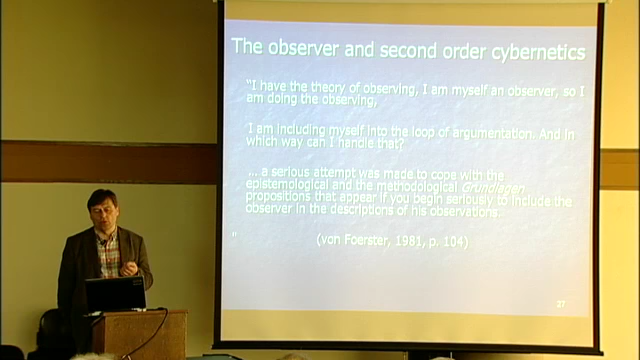 The observer and second order cybernetics
"I have the theory of observing, I am myself an observer, so I
am doing the observing,
I am including myself into the loop of argumentation. And in
which way can I handle that?
... a serious attempt was made to cope with the
epistemological and the methodological Grundlagen
propositions that appear if you begin seriously to include the
observer in the descriptions of his observations..
" (von Foerster, 1981, p. 104)
27